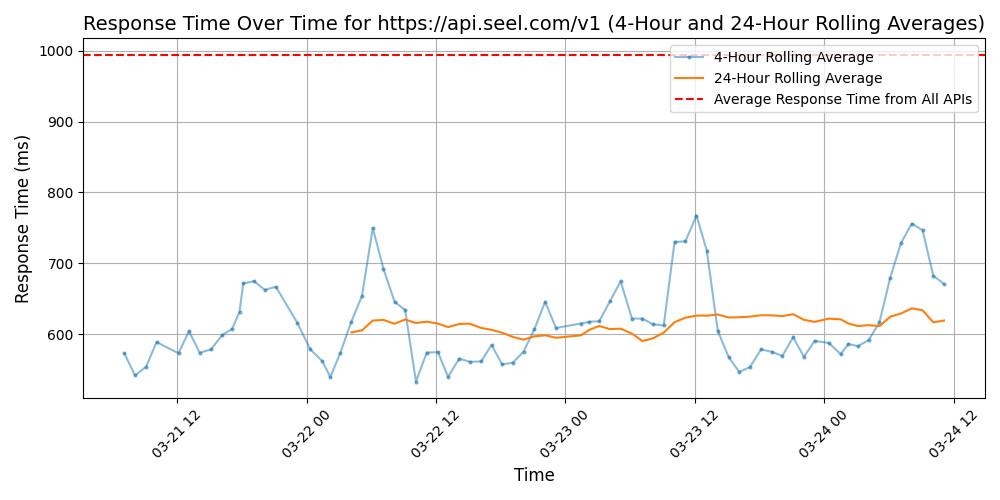 Response Time Over Time for https://api.seel.com/v1 (4-Hour and 24-Hour Rolling Averages)
4-Hour Rolling Average
24-Hour Rolling Average
Average Response Time from All APIs
Response Time (ms)
1000
900
800
700
600
03-21 12
03-22 00
03-22 12
03-23 00
03-23 12
03-24 00
03-24 12
Time